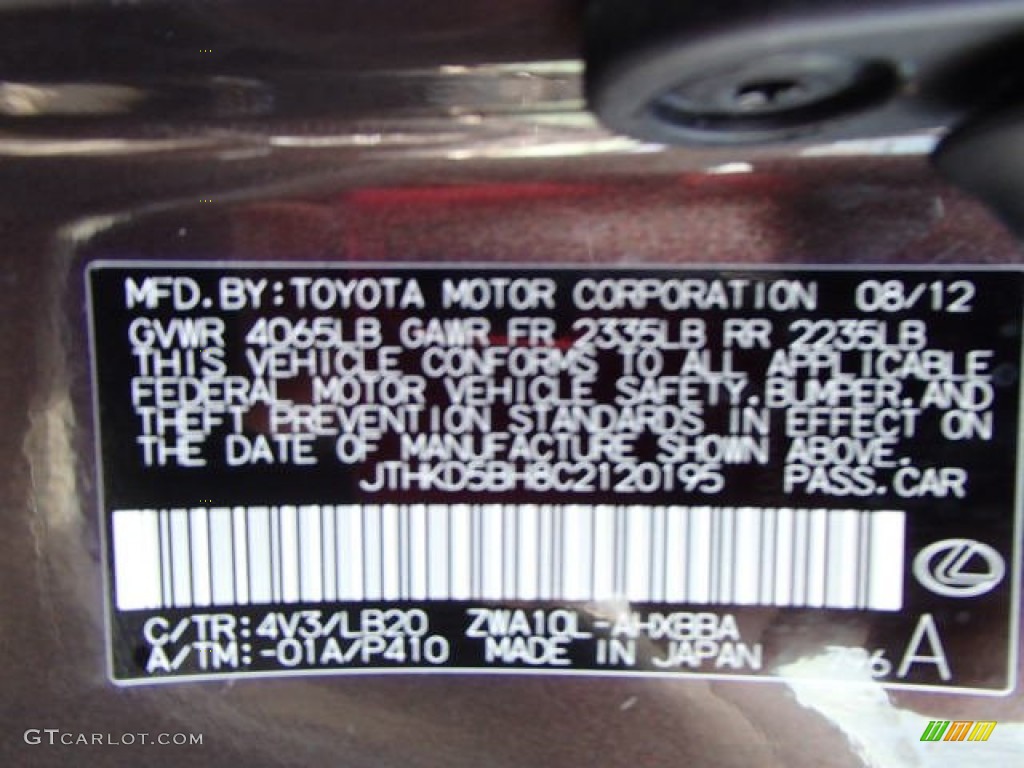 MFD.BY:TOYOTA MOTOR CORPORATION 08/12
GVWR 4065LB GAWR FR 2335LB RR 2235LB
THIS VEHICLE CONFORMS TO ALL APPLICABLE
FEDERAL MOTOR VEHICLE SAFETY,BUMPER,AND
THEFT PREVENTION STANDARDS IN EFFECT ON
THE DATE OF MANUFACTURE SHOWN ABOVE.
JTHKD5BH8C2120195 PASS.CAR
C/TR:4V3/LB20 ZWA10L-AHXBBA
A/TM:-01A/P410 MADE IN JAPAN 796 A
GTCARLOT.COM